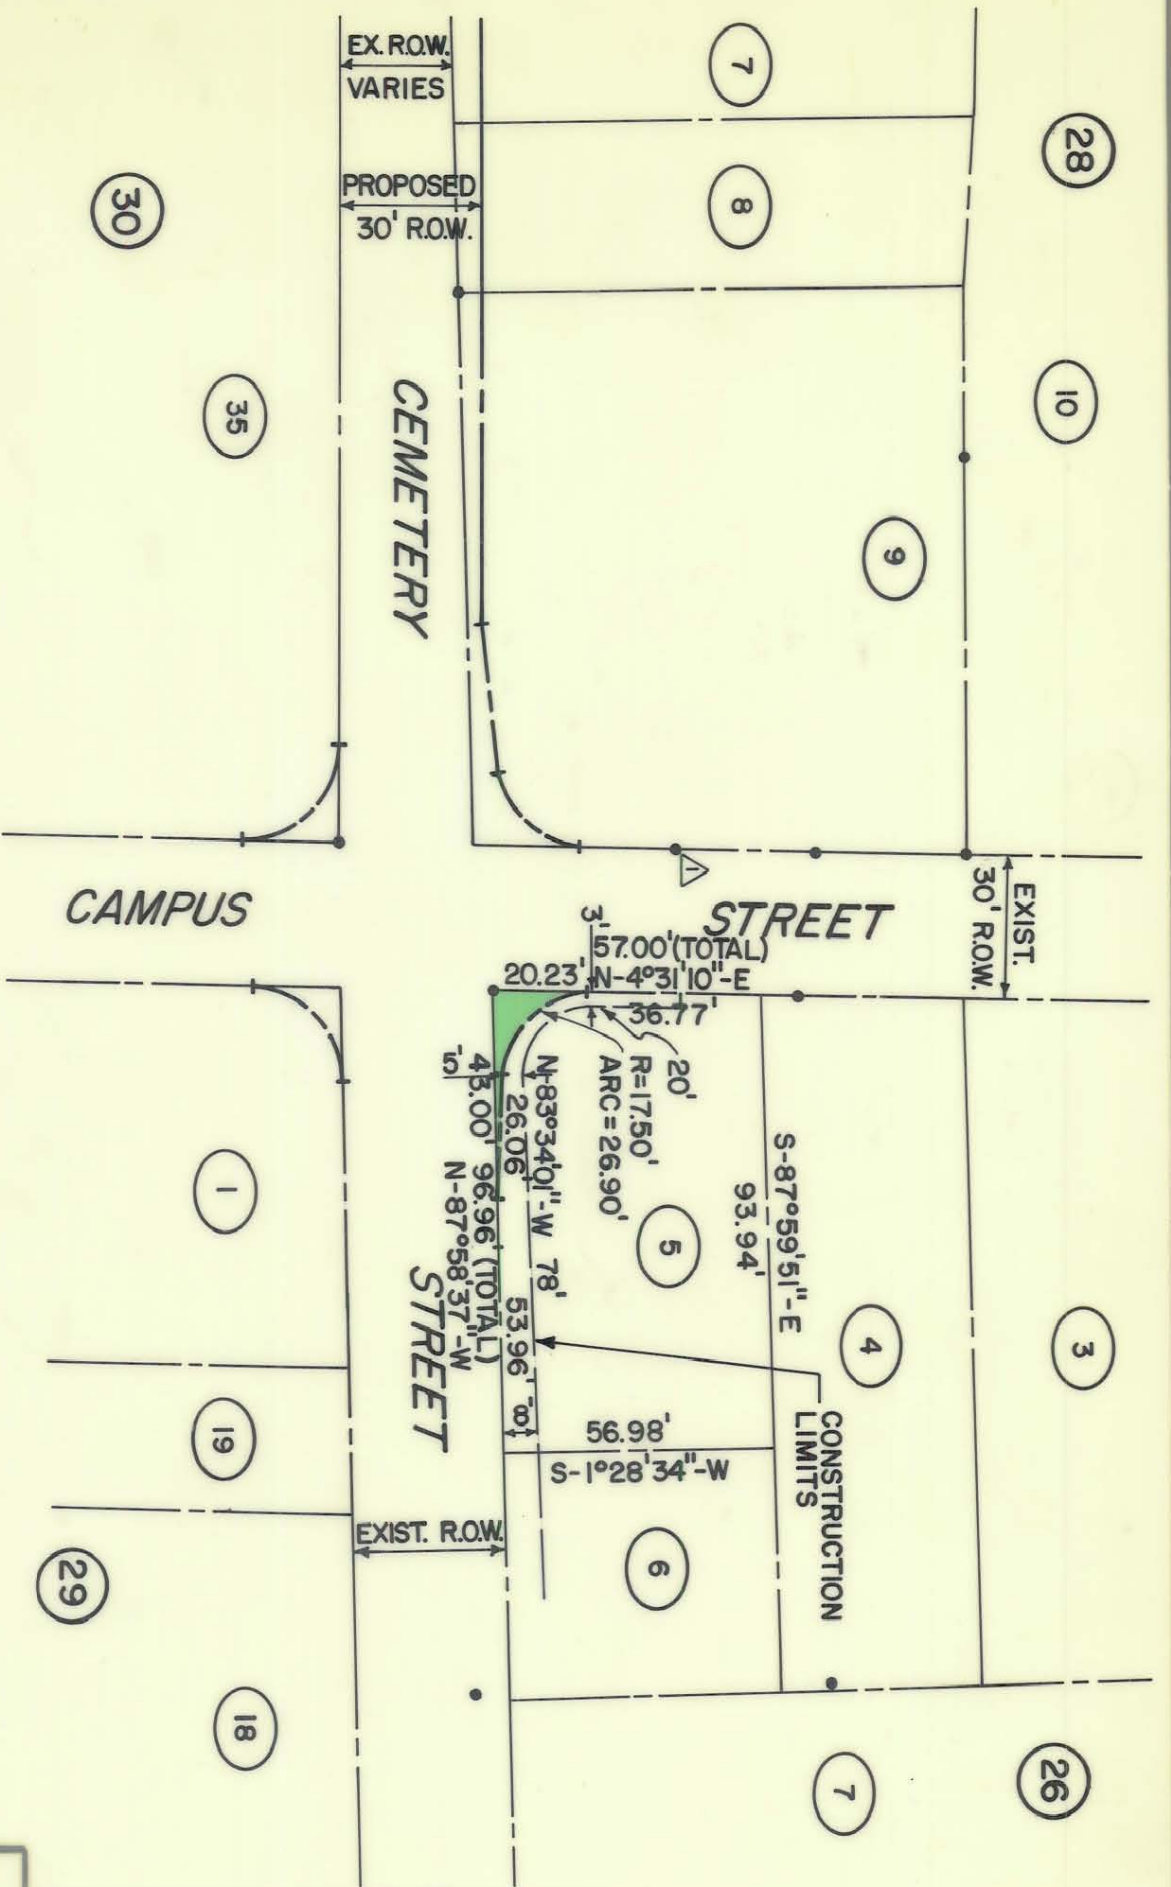 EX. R.O.W.
VARIES
7
28
PROPOSED
30' R.O.W.
8
30
35
10
CEMETERY
9
EXIST.
30' R.O.W.
CAMPUS
STREET
1
3'
57.00' (TOTAL)
N-4°31'10"-E
20.23'
36.77'
20'
R=17.50'
ARC=26.90'
N-83°34'01"-W 78'
26.06'
5'
43.00'
96.96' (TOTAL)
N-87°58'37"-W
53.96'
8'
S-87°59'51"-E
93.94'
5
4
3
1
STREET
CONSTRUCTION
LIMITS
56.98'
S-1°28'34"-W
19
EXIST. R.O.W.
6
29
18
7
26